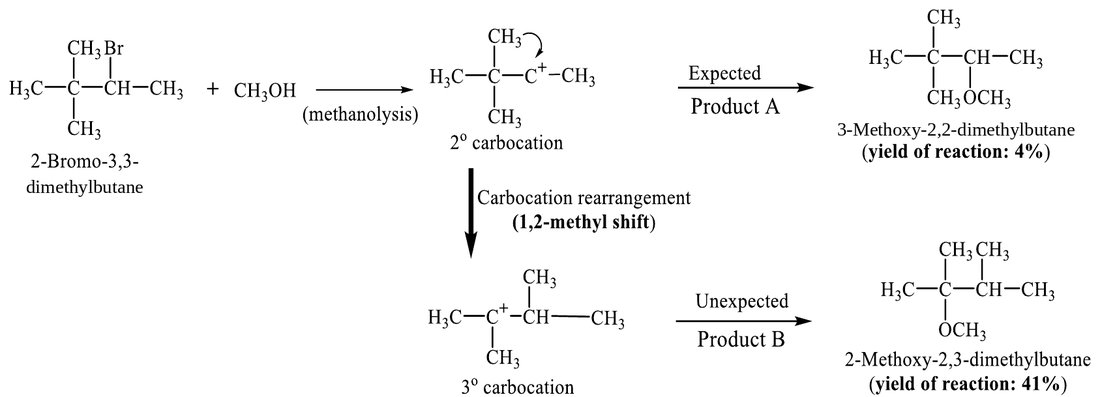 CH₃ Br
H₃C—C—CH—CH₃
CH₃
2-Bromo-3,3-
dimethylbutane
+ CH₃OH
(methanolysis)
CH₃
H₃C—C—C⁺—CH₃
CH₃
2º carbocation
Expected
Product A
CH₃
H₃C—C—CH—CH₃
CH₃ OCH₃
3-Methoxy-2,2-dimethylbutane
(yield of reaction: 4%)
Carbocation rearrangement
(1,2-methyl shift)
CH₃
H₃C—C⁺—CH—CH₃
CH₃
3º carbocation
Unexpected
Product B
CH₃ CH₃
H₃C—C—CH—CH₃
OCH₃
2-Methoxy-2,3-dimethylbutane
(yield of reaction: 41%)